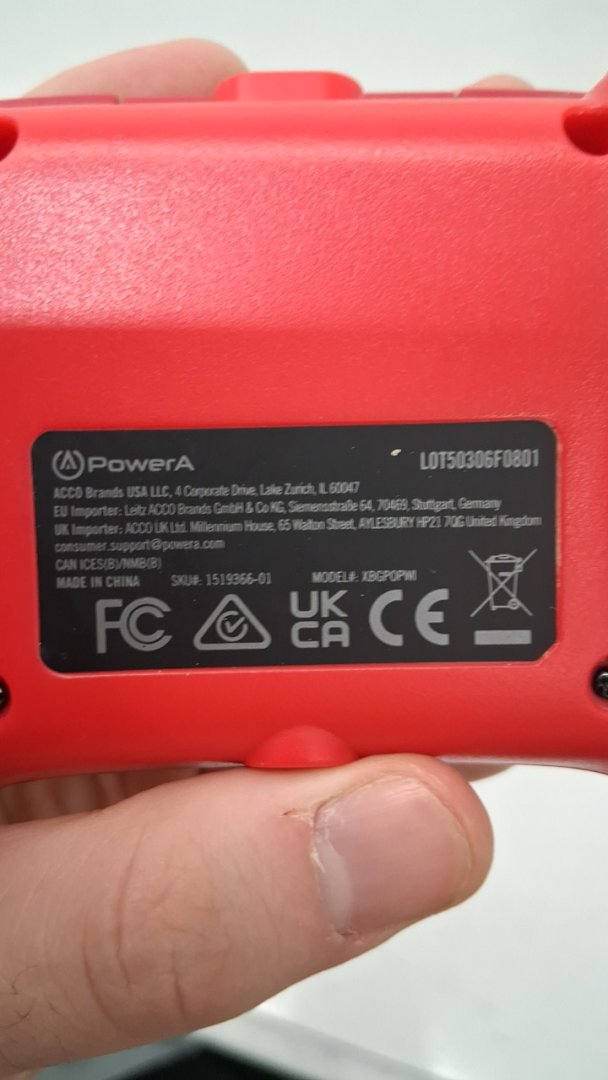 PowerA
LOT50306F0801
ACCO Brands USA LLC, 4 Corporate Drive, Lake Zurich, IL 60047
EU Importer: Leitz ACCO Brands GmbH & Co KG, Siemensstraße 64, 70469, Stuttgart, Germany
UK Importer: ACCO UK Ltd. Millennium House, 65 Walton Street, AYLESBURY HP21 7QG United Kingdom
consumer.support@powera.com
CAN ICES(B)/NMB(B)
MADE IN CHINA SKU#: 1519366-01 MODEL#: XBGPOPWI
FC UK CA CE